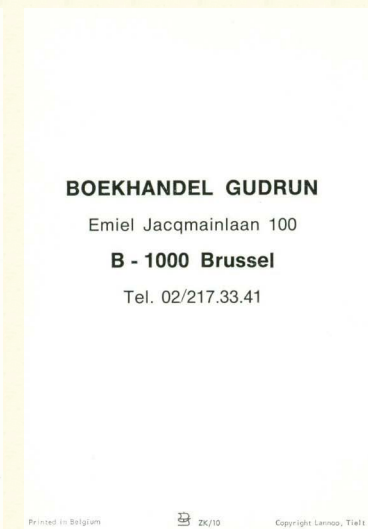 BOEKHANDEL GUDRUN
Emiel Jacqmainlaan 100
B - 1000 Brussel
Tel. 02/217.33.41
Printed in Belgium ZK/10 Copyright Lannoo, Tielt